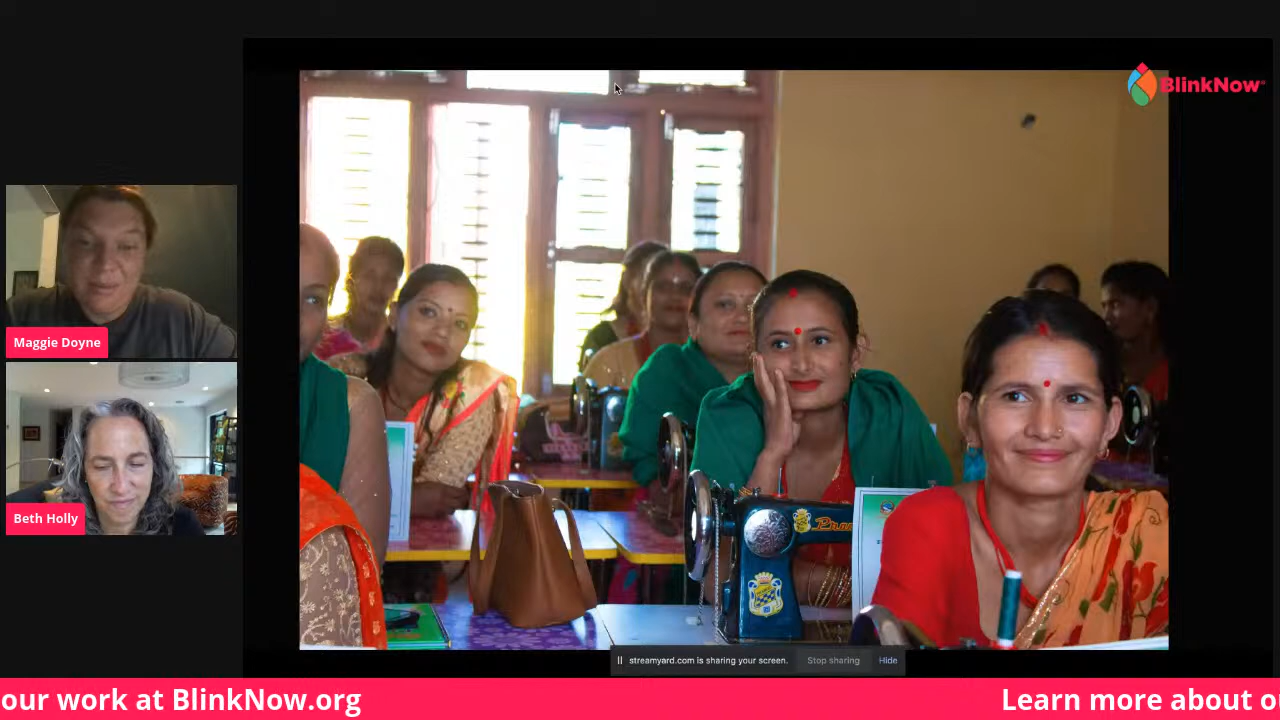 BlinkNow
Maggie Doyne
Beth Holly
streamyard.com is sharing your screen.
Stop sharing
Hide
our work at BlinkNow.org
Learn more about o